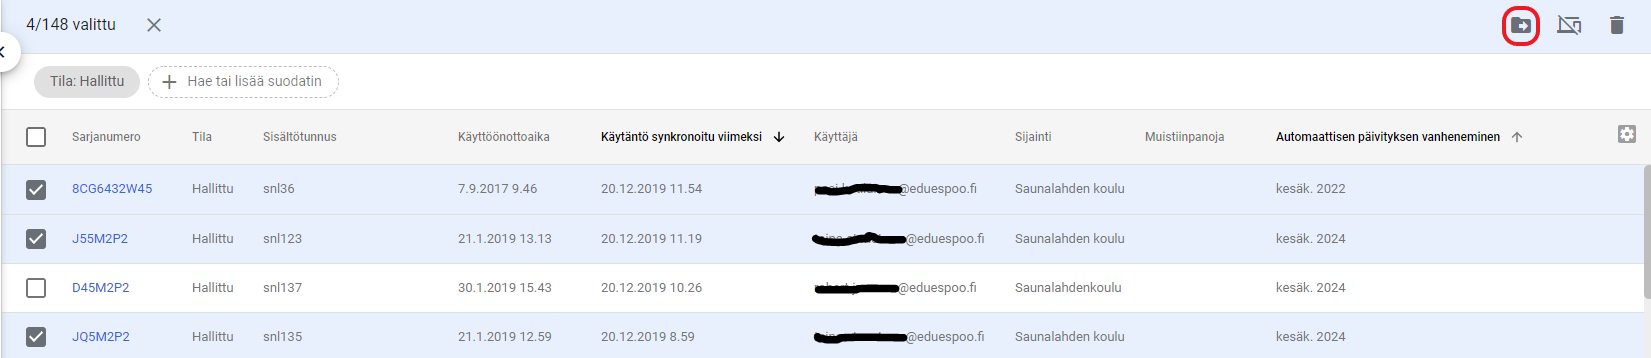 4/148 valittu
Tila: Hallittu Hae tai lisää suodatin
Sarjanumero Tila Sisältötunnus Käyttöönottoaika Käytäntö synkronoitu viimeksi Käyttäjä Sijainti Muistiinpanoja Automaattisen päivityksen vanheneminen
8CG6432W45 Hallittu snl36 7.9.2017 9.46 20.12.2019 11.54 @eduespoo.fi Saunalahden koulu kesäk. 2022
J55M2P2 Hallittu snl123 21.1.2019 13.13 20.12.2019 11.19 @eduespoo.fi Saunalahden koulu kesäk. 2024
D45M2P2 Hallittu snl137 30.1.2019 15.43 20.12.2019 10.26 @eduespoo.fi Saunalahdenkoulu kesäk. 2024
JQ5M2P2 Hallittu snl135 21.1.2019 12.59 20.12.2019 8.59 @eduespoo.fi Saunalahden koulu kesäk. 2024